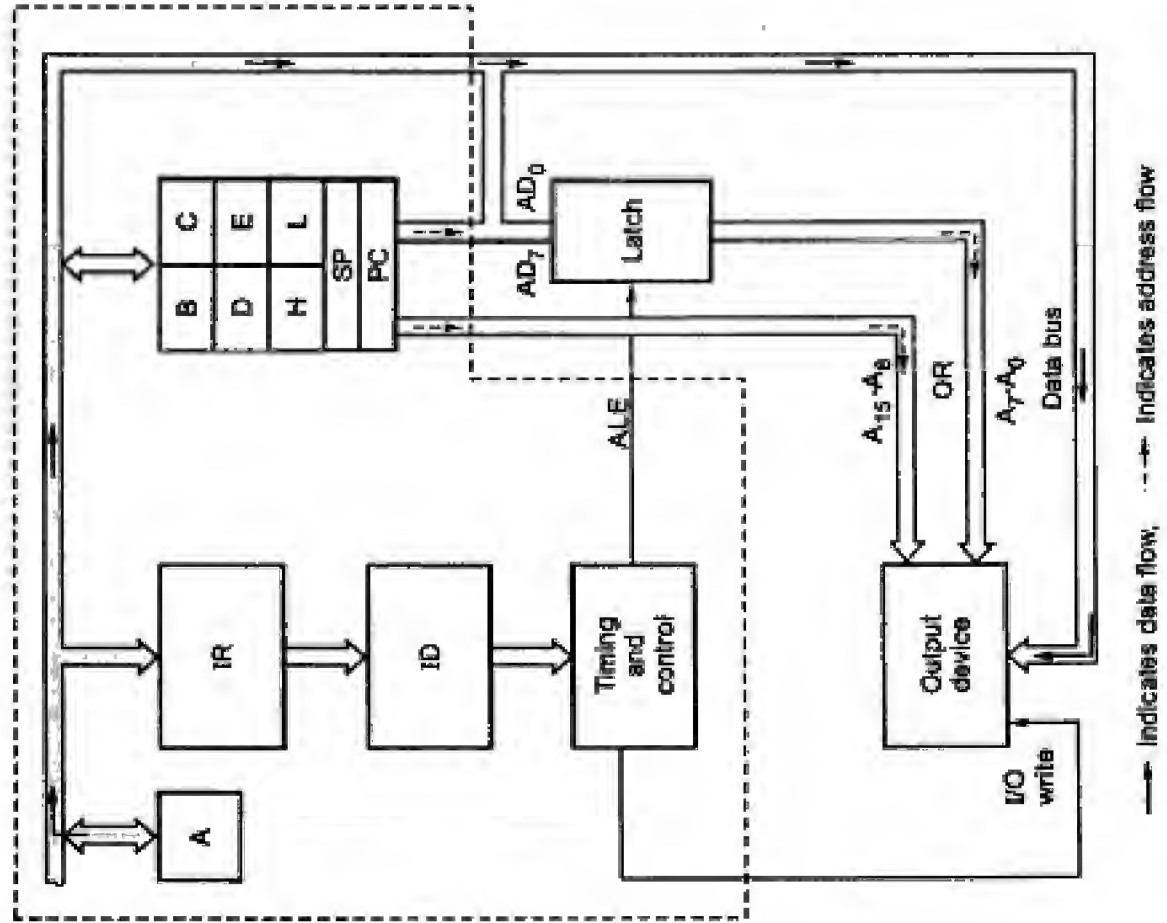 A
IR
ID
Timing
and
control
B C
D E
H L
SP
PC
ALE
AD7 AD0
Latch
A15-A8
OR
A7-A0
Data bus
Output
device
I/O
write
Indicates data flow, Indicates address flow